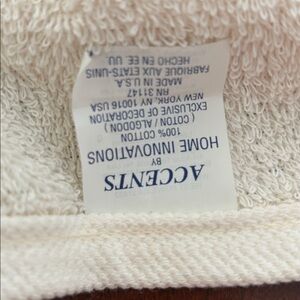 ACCENTS
BY
HOME INNOVATIONS
100% COTTON
( COTTON / ALGODON )
EXCLUSIVE OF DECORATION
NEW YORK, NY 10016 USA
RN 31147
MADE IN U.S.A.
FABRIQUE AUX ETATS-UNIS
HECHO EN EE. UU.